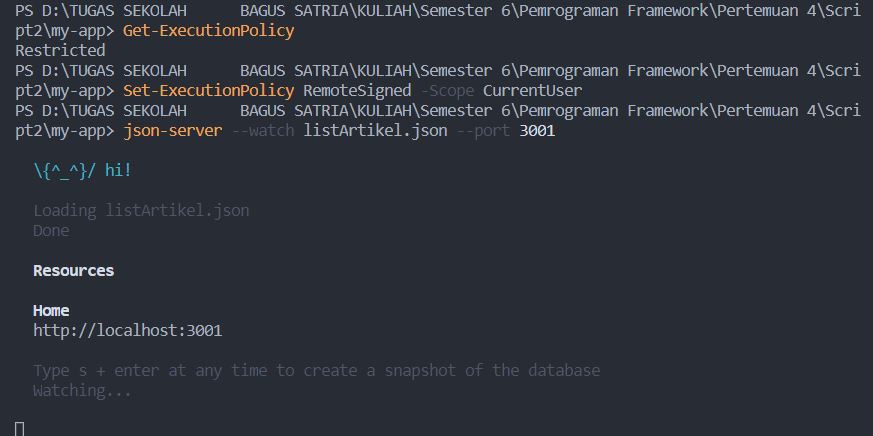 PS D:\TUGAS SEKOLAH      BAGUS SATRIA\KULIAH\Semester 6\Pemrograman Framework\Pertemuan 4\Scri
pt2\my-app> Get-ExecutionPolicy
Restricted
PS D:\TUGAS SEKOLAH      BAGUS SATRIA\KULIAH\Semester 6\Pemrograman Framework\Pertemuan 4\Scri
pt2\my-app> Set-ExecutionPolicy RemoteSigned -Scope CurrentUser
PS D:\TUGAS SEKOLAH      BAGUS SATRIA\KULIAH\Semester 6\Pemrograman Framework\Pertemuan 4\Scri
pt2\my-app> json-server --watch listArtikel.json --port 3001
\{^_^}/ hi!
Loading listArtikel.json
Done
Resources
Home
http://localhost:3001
Type s + enter at any time to create a snapshot of the database
Watching...